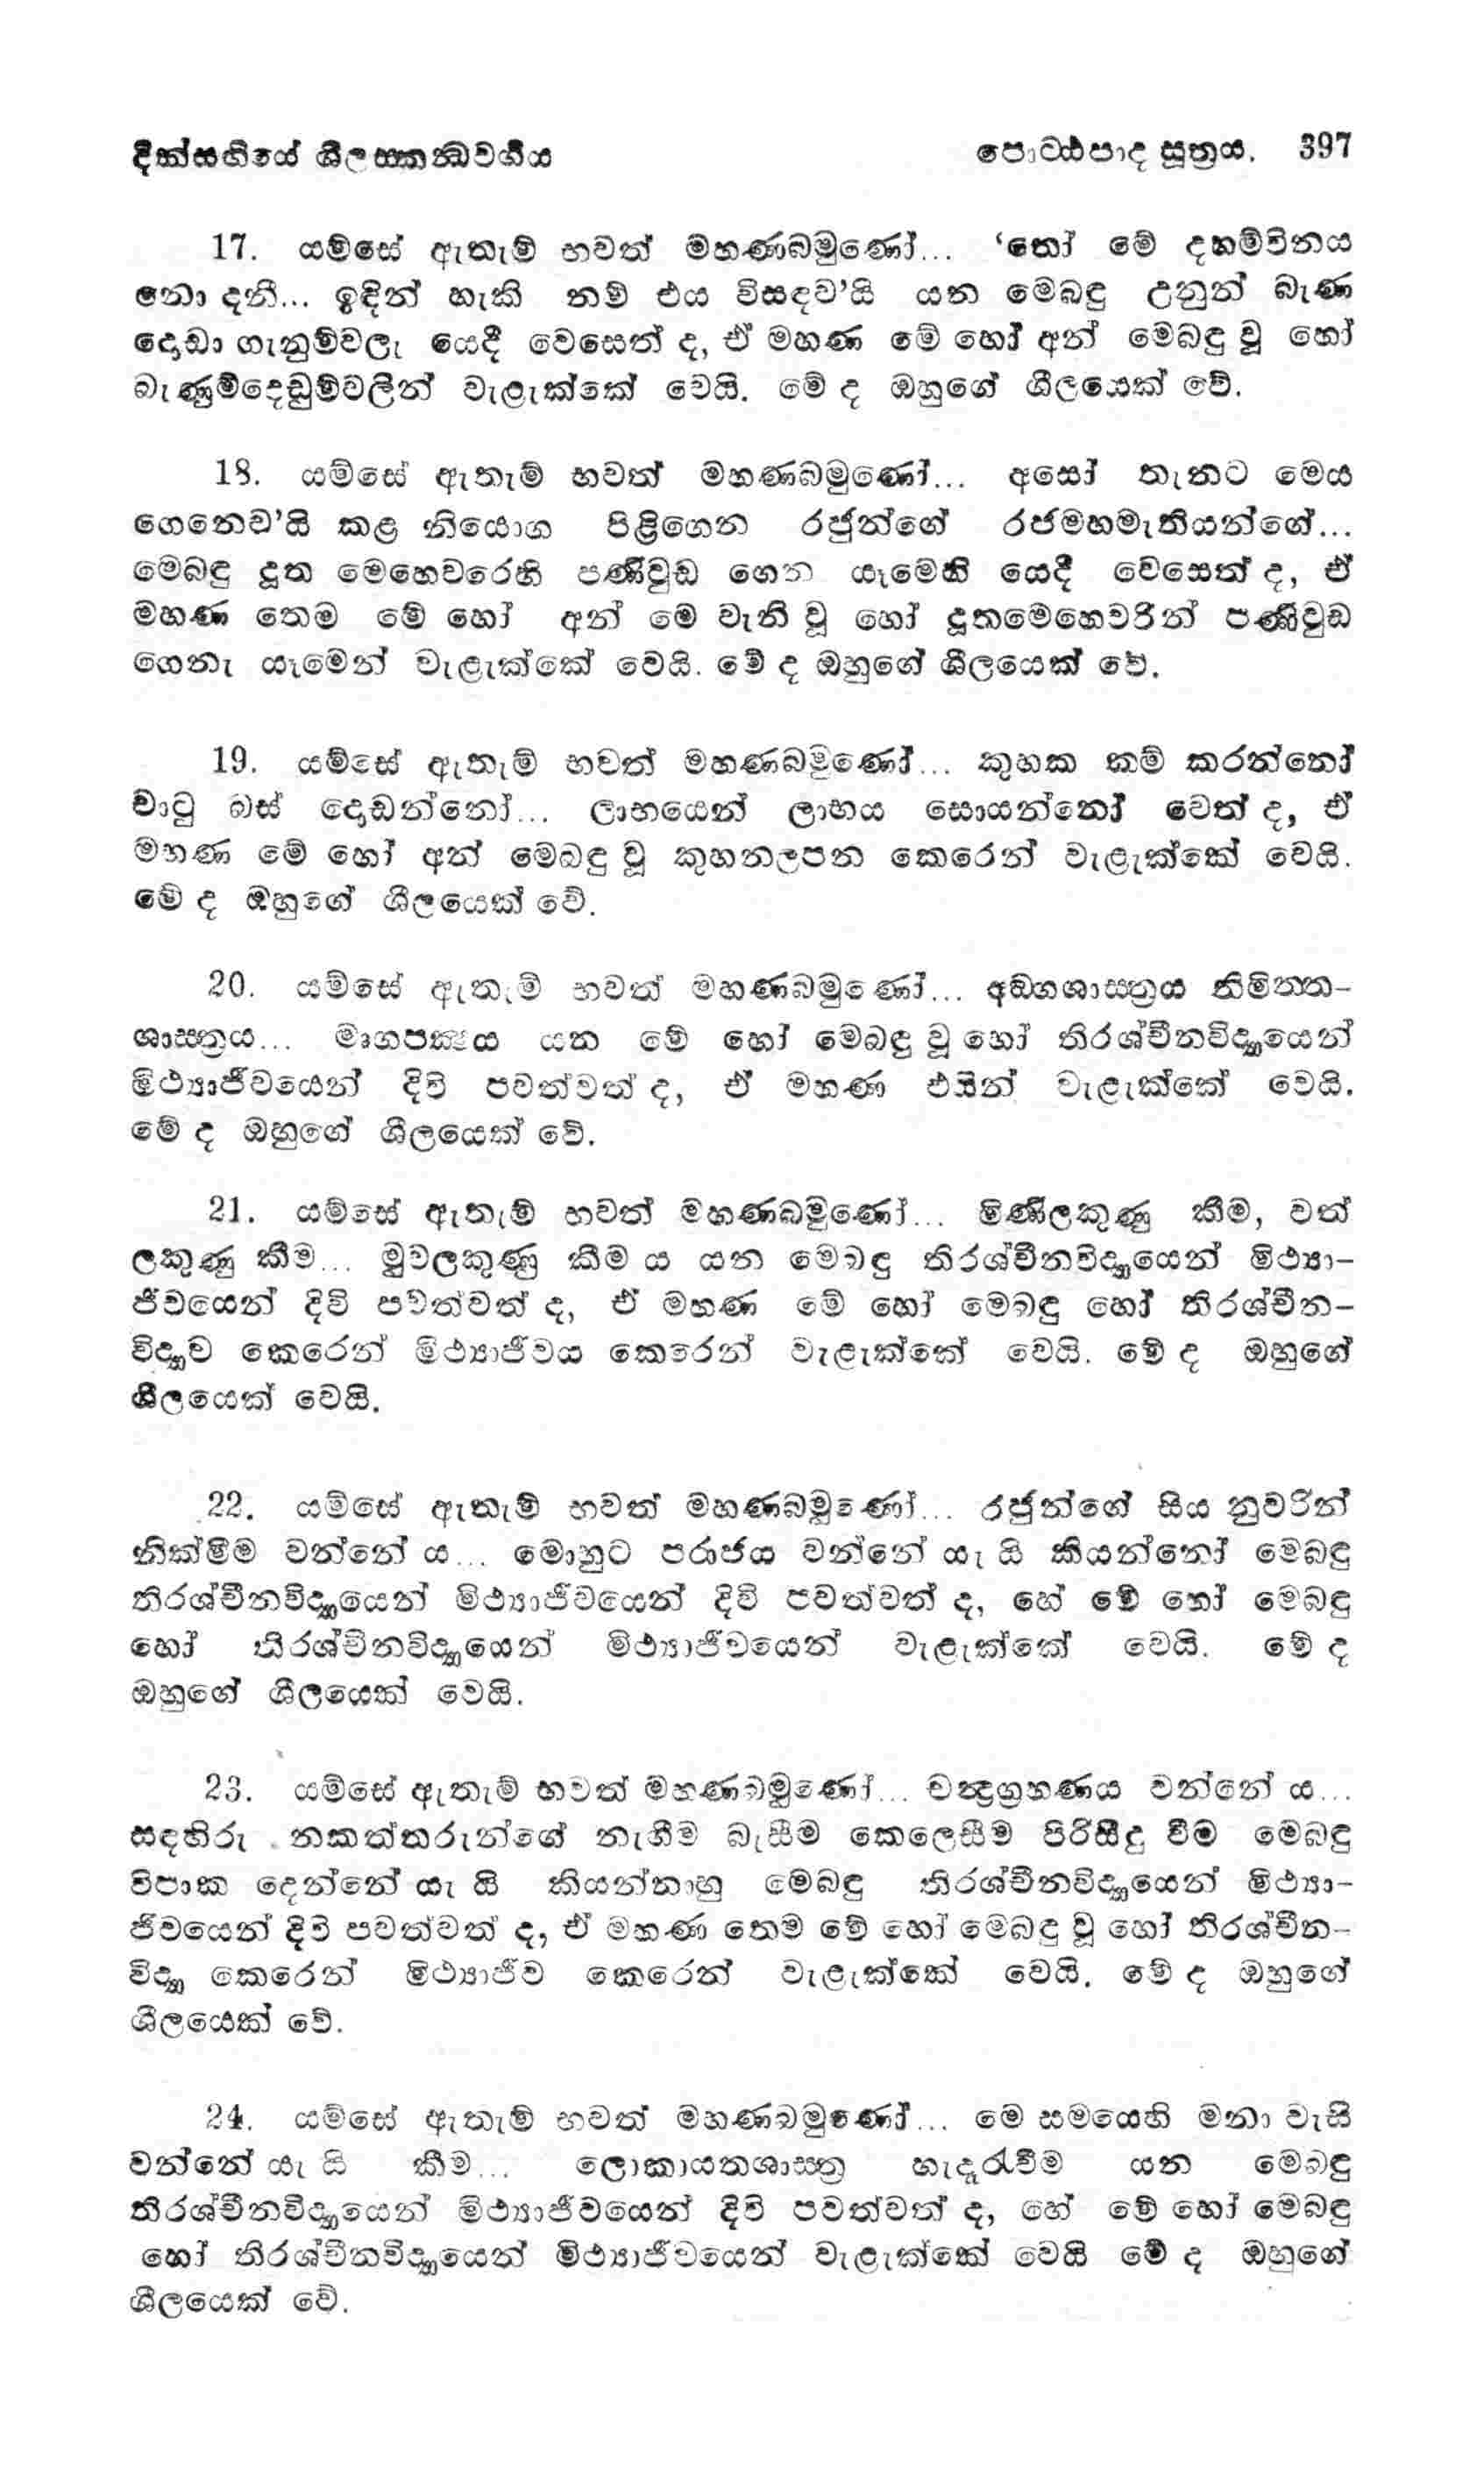 දික්සඟියේ ශීලස්කන්ධවර්ගය පොට්ඨපාද සූත්‍රය. 397
17. යම්සේ ඇතැම් භවත් මහණබමුණෝ... ‘තෝ මේ දහම්විනය
නො දනී... ඉඳින් හැකි නම් එය විසඳව’යි යන මෙබඳු උනුන් බැණ
දොඩා ගැනුම්වලැ යෙදී වෙසෙත් ද, ඒ මහණ මේ හෝ අන් මෙබඳු වූ හෝ
බැණුම්දෙඩුම්වලින් වැළැක්කේ වෙයි. මේ ද ඔහුගේ ශීලයෙක් වේ.
18. යම්සේ ඇතැම් භවත් මහණබමුණෝ... අසෝ තැනට මෙය
ගෙනෙව’යි කළ නියොග පිළිගෙන රජුන්ගේ රජමහමැතියන්ගේ...
මෙබඳු දූත මෙහෙවරෙහි පණිවුඩ ගෙන යෑමෙහි යෙදී වෙසෙත් ද, ඒ
මහණ තෙම මේ හෝ අන් මෙ වැනි වූ හෝ දූතමෙහෙවරින් පණිවුඩ
ගෙනැ යෑමෙන් වැළැක්කේ වෙයි. මේ ද ඔහුගේ ශීලයෙක් වේ.
19. යම්සේ ඇතැම් භවත් මහණබමුණෝ... කුහක කම් කරන්නෝ
චාටු බස් දොඩන්නෝ... ලාභයෙන් ලාභය සොයන්නෝ වෙත් ද, ඒ
මහණ මේ හෝ අන් මෙබඳු වූ කුහනලපන කෙරෙන් වැළැක්කේ වෙයි.
මේ ද ඔහුගේ ශීලයෙක් වේ.
20. යම්සේ ඇතැම් භවත් මහණබමුණෝ... අඞ්ගශාස්ත්‍රය නිමිත්ත-
ශාස්ත්‍රය... මෘගපක්‍ෂය යන මේ හෝ මෙබඳු වූ හෝ තිරශ්චීනවිද්‍යායෙන්
මිථ්‍යාජීවයෙන් දිවි පවත්වත් ද, ඒ මහණ එයින් වැළැක්කේ වෙයි.
මේ ද ඔහුගේ ශීලයෙක් වේ.
21. යම්සේ ඇතැම් භවත් මහණබමුණෝ... මිණිලකුණු කීම, වත්
ලකුණු කීම... මුවලකුණු කීම ය යන මෙබඳු තිරශ්චීනවිද්‍යායෙන් මිථ්‍යා-
ජීවයෙන් දිවි පවත්වත් ද, ඒ මහණ මේ හෝ මෙබඳු හෝ තිරශ්චීන-
විද්‍යාව කෙරෙන් මිථ්‍යාජීවය කෙරෙන් වැළැක්කේ වෙයි. මේ ද ඔහුගේ
ශීලයෙක් වෙයි.
22. යම්සේ ඇතැම් භවත් මහණබමුණෝ... රජුන්ගේ සිය නුවරින්
නික්මීම වන්නේ ය... මොහුට පරාජය වන්නේ යැ යි කියන්නෝ මෙබඳු
තිරශ්චීනවිද්‍යායෙන් මිථ්‍යාජීවයෙන් දිවි පවත්වත් ද, හේ මේ හෝ මෙබඳු
හෝ තිරශ්චීනවිද්‍යායෙන් මිථ්‍යාජීවයෙන් වැළැක්කේ වෙයි. මේ ද
ඔහුගේ ශීලයෙක් වෙයි.
23. යම්සේ ඇතැම් භවත් මහණබමුණෝ... චන්ද්‍රග්‍රහණය වන්නේ ය...
සඳහිරු නකත්තරුන්ගේ නැඟීම බැසීම කෙලෙසීම පිරිසිදු වීම මෙබඳු
විපාක දෙන්නේ යැ යි කියන්නාහු මෙබඳු තිරශ්චීනවිද්‍යායෙන් මිථ්‍යා-
ජීවයෙන් දිවි පවත්වත් ද, ඒ මහණ තෙම මේ හෝ මෙබඳු වූ හෝ තිරශ්චීන-
විද්‍යා කෙරෙන් මිථ්‍යාජීව කෙරෙන් වැළැක්කේ වෙයි. මේ ද ඔහුගේ
ශීලයෙක් වේ.
24. යම්සේ ඇතැම් භවත් මහණබමුණෝ... මෙ සමයෙහි මනා වැසි
වන්නේ යැ යි කීම... ලොකායතශාස්ත්‍ර හැදෑරැවීම යන මෙබඳු
තිරශ්චීනවිද්‍යායෙන් මිථ්‍යාජීවයෙන් දිවි පවත්වත් ද, හේ මේ හෝ මෙබඳු
හෝ තිරශ්චීනවිද්‍යායෙන් මිථ්‍යාජීවයෙන් වැළැක්කේ වෙයි මේ ද ඔහුගේ
ශීලයෙක් වේ.